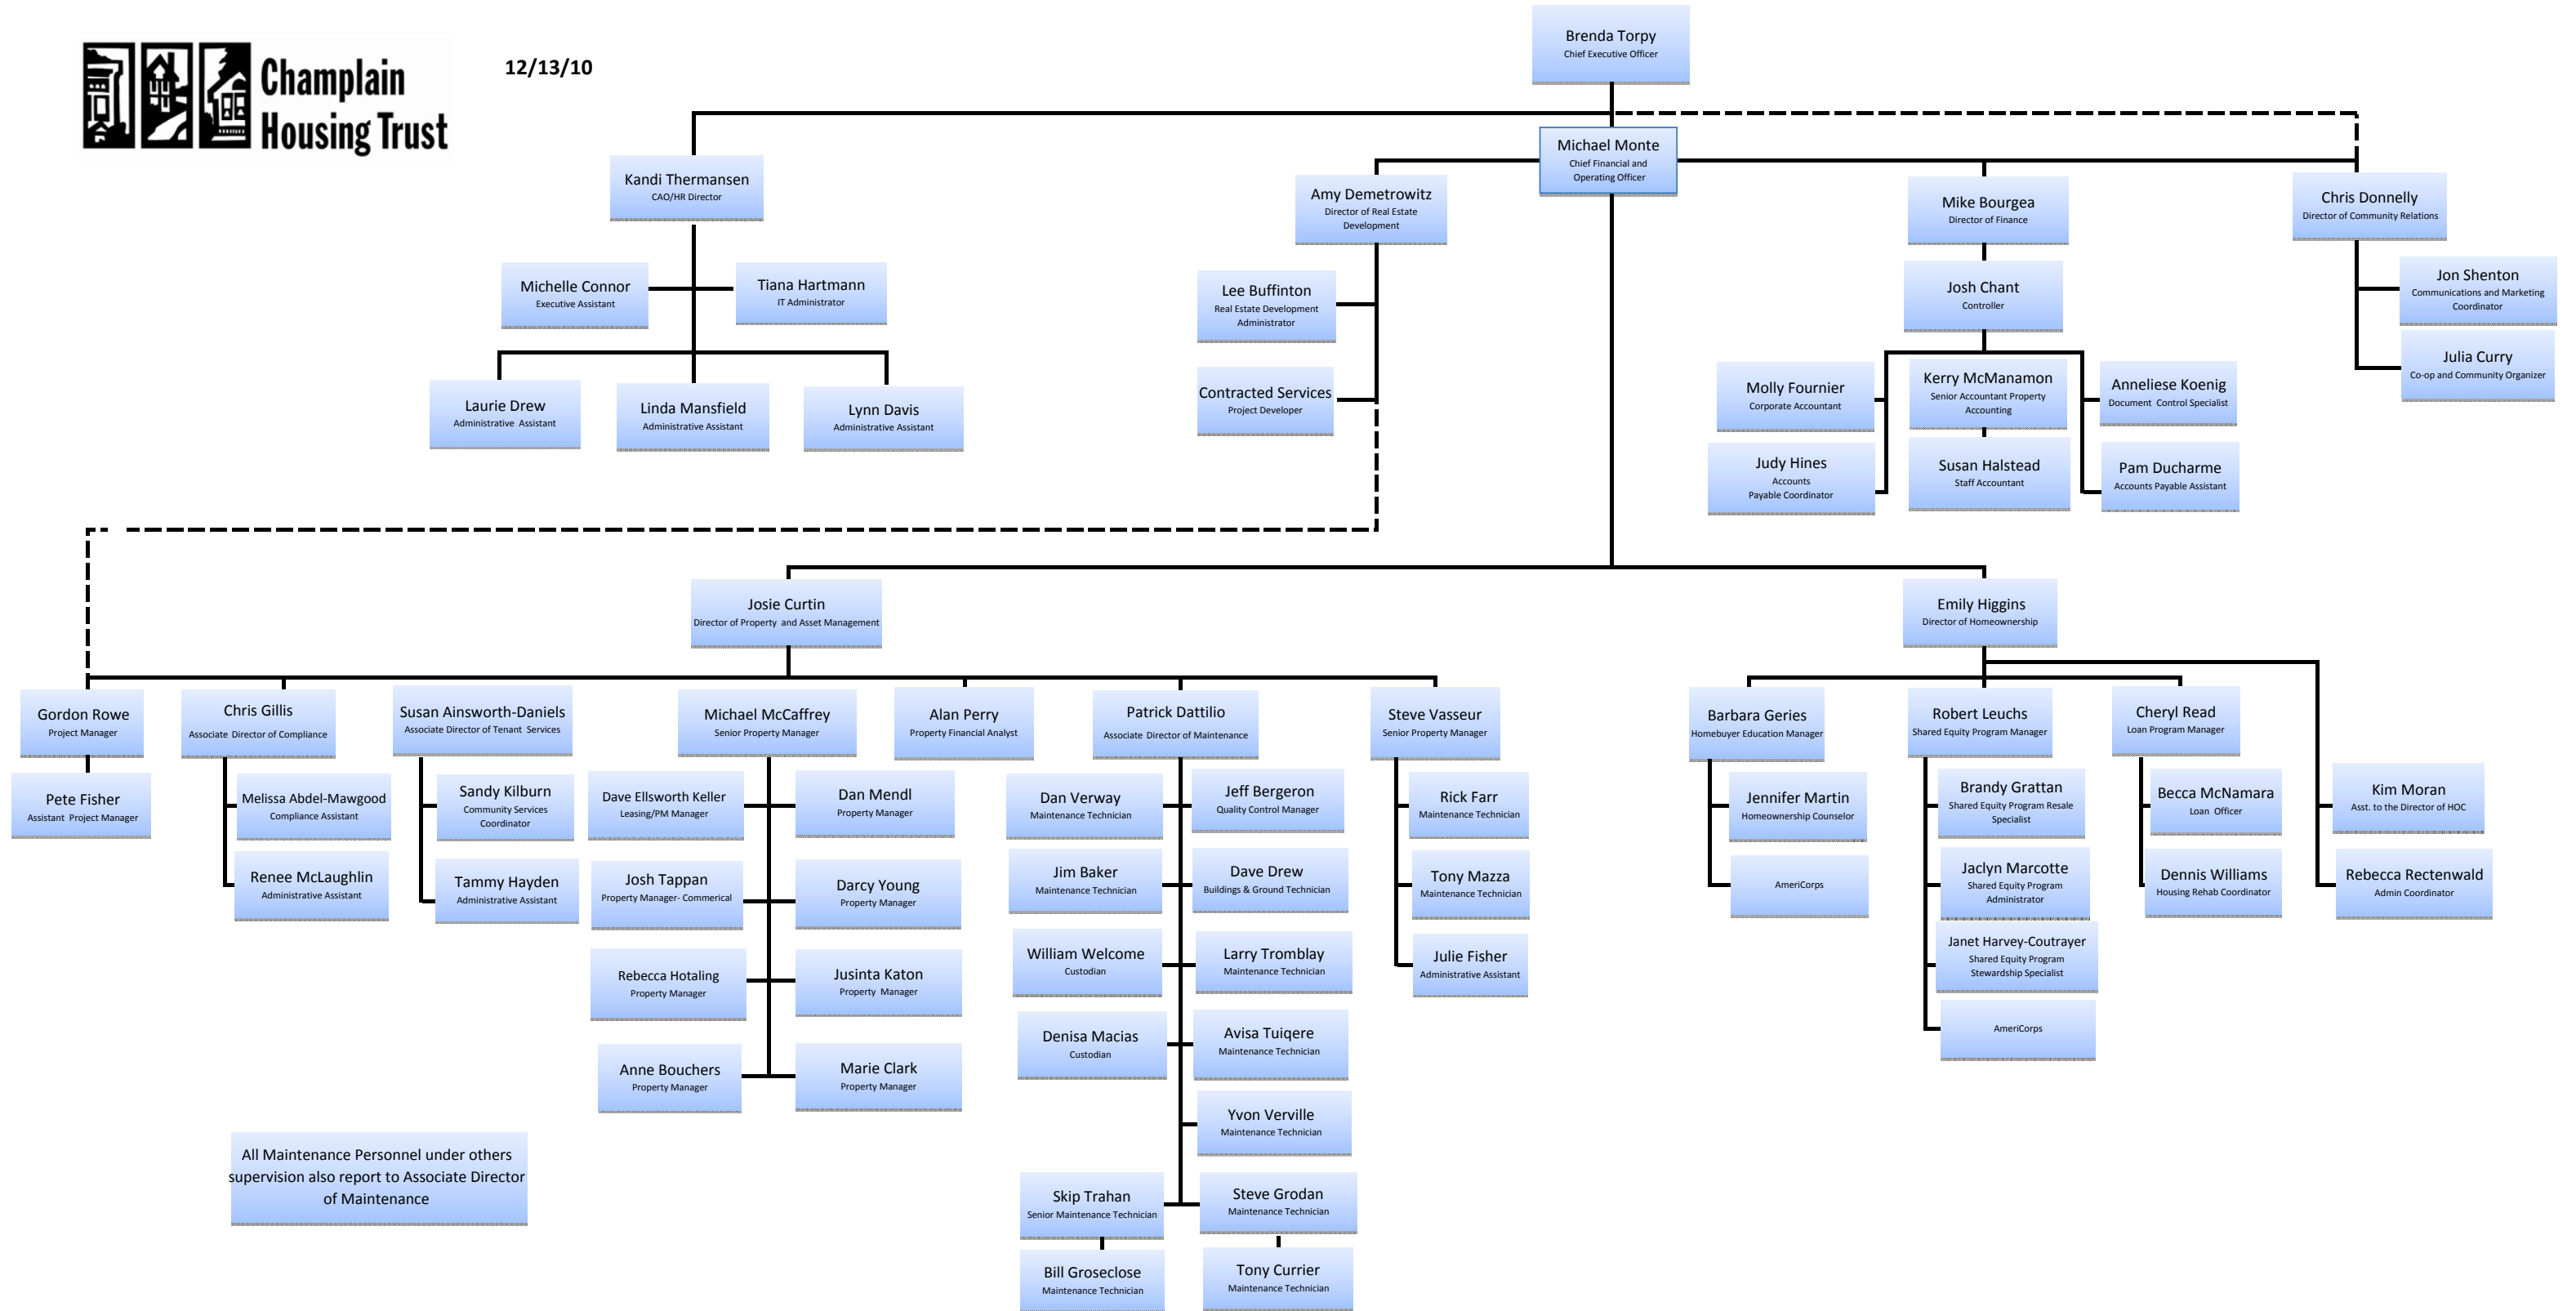 Champlain
Housing Trust
12/13/10
Brenda Torpy
Chief Executive Officer
Michael Monte
Chief Financial and
Operating Officer
Kandi Thermansen
CAO/HR Director
Michelle Connor
Executive Assistant
Tiana Hartmann
IT Administrator
Laurie Drew
Administrative Assistant
Linda Mansfield
Administrative Assistant
Lynn Davis
Administrative Assistant
Amy Demetrowitz
Director of Real Estate
Development
Lee Buffinton
Real Estate Development
Administrator
Contracted Services
Project Developer
Mike Bourgea
Director of Finance
Josh Chant
Controller
Molly Fournier
Corporate Accountant
Kerry McManamon
Senior Accountant Property
Accounting
Anneliese Koenig
Document Control Specialist
Judy Hines
Accounts
Payable Coordinator
Susan Halstead
Staff Accountant
Pam Ducharme
Accounts Payable Assistant
Chris Donnelly
Director of Community Relations
Jon Shenton
Communications and Marketing
Coordinator
Julia Curry
Co-op and Community Organizer
Josie Curtin
Director of Property and Asset Management
Gordon Rowe
Project Manager
Pete Fisher
Assistant Project Manager
Chris Gillis
Associate Director of Compliance
Melissa Abdel-Mawgood
Compliance Assistant
Renee McLaughlin
Administrative Assistant
Susan Ainsworth-Daniels
Associate Director of Tenant Services
Sandy Kilburn
Community Services
Coordinator
Tammy Hayden
Administrative Assistant
Michael McCaffrey
Senior Property Manager
Dave Ellsworth Keller
Leasing/PM Manager
Dan Mendl
Property Manager
Josh Tappan
Property Manager- Commerical
Darcy Young
Property Manager
Rebecca Hotaling
Property Manager
Jusinta Katon
Property Manager
Anne Bouchers
Property Manager
Marie Clark
Property Manager
Alan Perry
Property Financial Analyst
Patrick Dattilio
Associate Director of Maintenance
Dan Verway
Maintenance Technician
Jeff Bergeron
Quality Control Manager
Jim Baker
Maintenance Technician
Dave Drew
Buildings & Ground Technician
William Welcome
Custodian
Larry Tromblay
Maintenance Technician
Denisa Macias
Custodian
Avisa Tuiqere
Maintenance Technician
Yvon Verville
Maintenance Technician
Skip Trahan
Senior Maintenance Technician
Steve Grodan
Maintenance Technician
Bill Groseclose
Maintenance Technician
Tony Currier
Maintenance Technician
Steve Vasseur
Senior Property Manager
Rick Farr
Maintenance Technician
Tony Mazza
Maintenance Technician
Julie Fisher
Administrative Assistant
Emily Higgins
Director of Homeownership
Barbara Geries
Homebuyer Education Manager
Jennifer Martin
Homeownership Counselor
AmeriCorps
Robert Leuchs
Shared Equity Program Manager
Brandy Grattan
Shared Equity Program Resale
Specialist
Jaclyn Marcotte
Shared Equity Program
Administrator
Janet Harvey-Coutrayer
Shared Equity Program
Stewardship Specialist
AmeriCorps
Cheryl Read
Loan Program Manager
Becca McNamara
Loan Officer
Dennis Williams
Housing Rehab Coordinator
Kim Moran
Asst. to the Director of HOC
Rebecca Rectenwald
Admin Coordinator
All Maintenance Personnel under others
supervision also report to Associate Director
of Maintenance